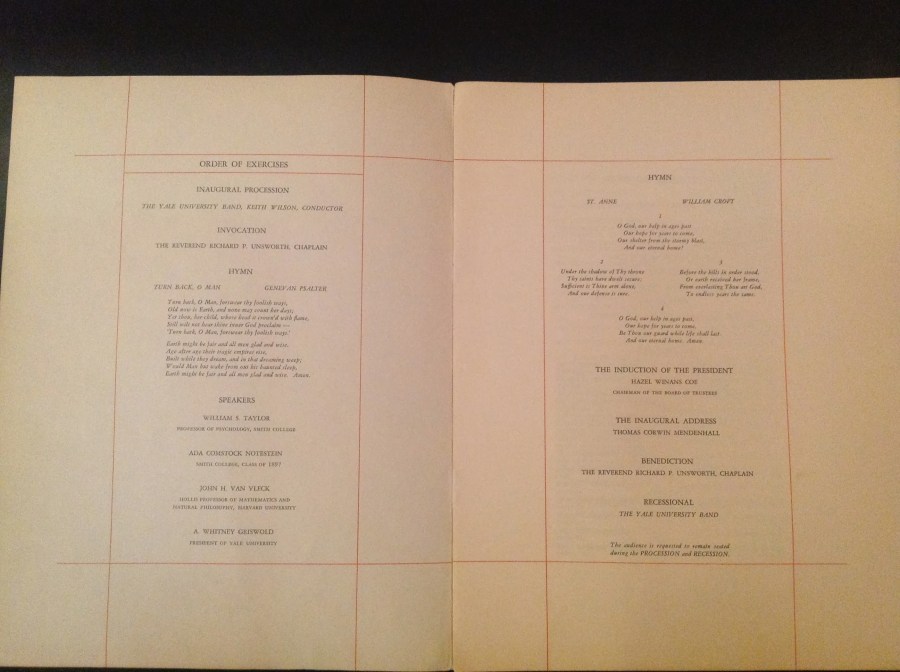 ORDER OF EXERCISES
INAUGURAL PROCESSION
THE YALE UNIVERSITY BAND, KEITH WILSON, CONDUCTOR
INVOCATION
THE REVEREND RICHARD P. UNSWORTH, CHAPLAIN
HYMN
TURN BACK, O MAN GENEVAN PSALTER
Turn back, O Man, forswear thy foolish ways,
Old now is Earth, and none may count her days;
Yet thou, her child, whose head is crown'd with flame,
Still wilt not hear thine inner God proclaim —
'Turn back, O Man, forswear thy foolish ways.'
Earth might be fair and all men glad and wise.
Age after age their tragic empires rise,
Built while they dream, and in that dreaming weep;
Would Man but wake from out his haunted sleep,
Earth might be fair and all men glad and wise. Amen.
SPEAKERS
WILLIAM S. TAYLOR
PROFESSOR OF PSYCHOLOGY, SMITH COLLEGE
ADA COMSTOCK NOTESTEIN
SMITH COLLEGE, CLASS OF 1897
JOHN H. VAN VLECK
HOLLIS PROFESSOR OF MATHEMATICS AND
NATURAL PHILOSOPHY, HARVARD UNIVERSITY
A. WHITNEY GRISWOLD
PRESIDENT OF YALE UNIVERSITY
HYMN
ST. ANNE WILLIAM CROFT
1
O God, our help in ages past
Our hope for years to come,
Our shelter from the stormy blast,
And our eternal home!
2
Under the shadow of Thy throne
Thy saints have dwelt secure;
Sufficient is Thine arm alone,
And our defense is sure.
3
Before the hills in order stood,
Or earth received her frame,
From everlasting Thou art God,
To endless years the same.
4
O God, our help in ages past,
Our hope for years to come,
Be Thou our guard while life shall last
And our eternal home. Amen.
THE INDUCTION OF THE PRESIDENT
HAZEL WINANS COE
CHAIRMAN OF THE BOARD OF TRUSTEES
THE INAUGURAL ADDRESS
THOMAS CORWIN MENDENHALL
BENEDICTION
THE REVEREND RICHARD P. UNSWORTH, CHAPLAIN
RECESSIONAL
THE YALE UNIVERSITY BAND
The audience is requested to remain seated
during the PROCESSION and RECESSION.